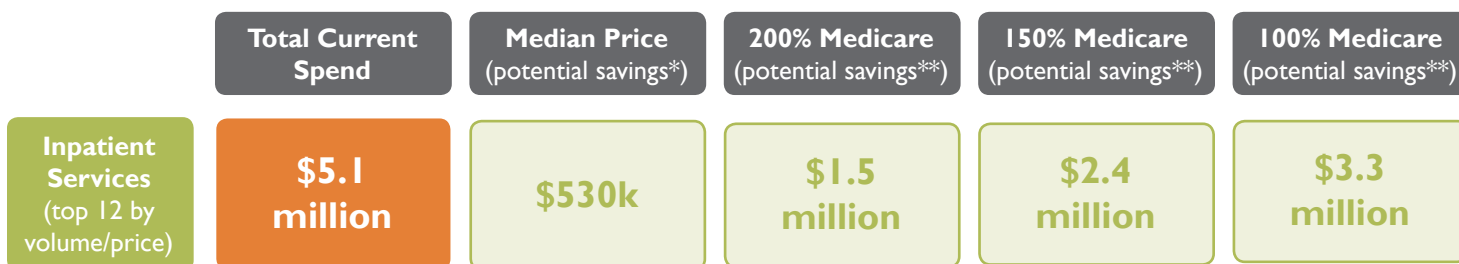 Total Current
Spend
Median Price
(potential savings*)
200% Medicare
(potential savings**)
150% Medicare
(potential savings**)
100% Medicare
(potential savings**)
Inpatient
Services
(top 12 by
volume/price)
$5.1
million
$530k
$1.5
million
$2.4
million
$3.3
million